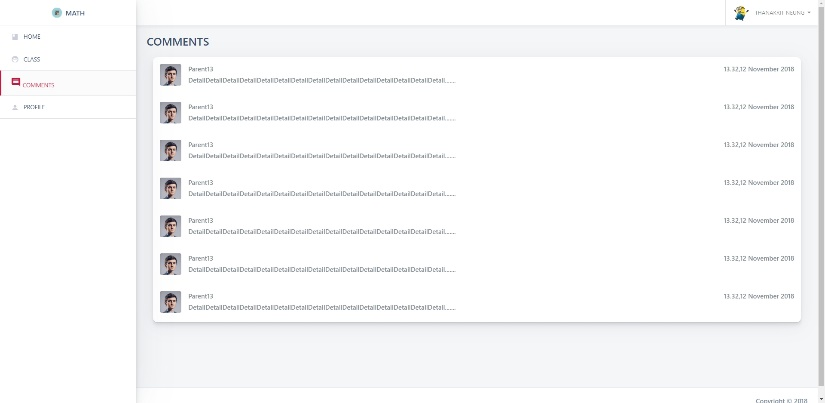 MATH
HOME
CLASS
COMMENTS
PROFILE
COMMENTS
Parent13 13.32,12 November 2018
DetailDetailDetailDetailDetailDetailDetailDetailDetailDetailDetailDetailDetailDetailDetail.......
Parent13 13.32,12 November 2018
DetailDetailDetailDetailDetailDetailDetailDetailDetailDetailDetailDetailDetailDetailDetail.......
Parent13 13.32,12 November 2018
DetailDetailDetailDetailDetailDetailDetailDetailDetailDetailDetailDetailDetailDetailDetail.......
Parent13 13.32,12 November 2018
DetailDetailDetailDetailDetailDetailDetailDetailDetailDetailDetailDetailDetailDetailDetail.......
Parent13 13.32,12 November 2018
DetailDetailDetailDetailDetailDetailDetailDetailDetailDetailDetailDetailDetailDetailDetail.......
Parent13 13.32,12 November 2018
DetailDetailDetailDetailDetailDetailDetailDetailDetailDetailDetailDetailDetailDetailDetail.......
Parent13 13.32,12 November 2018
DetailDetailDetailDetailDetailDetailDetailDetailDetailDetailDetailDetailDetailDetailDetail.......
Copyright © 2018